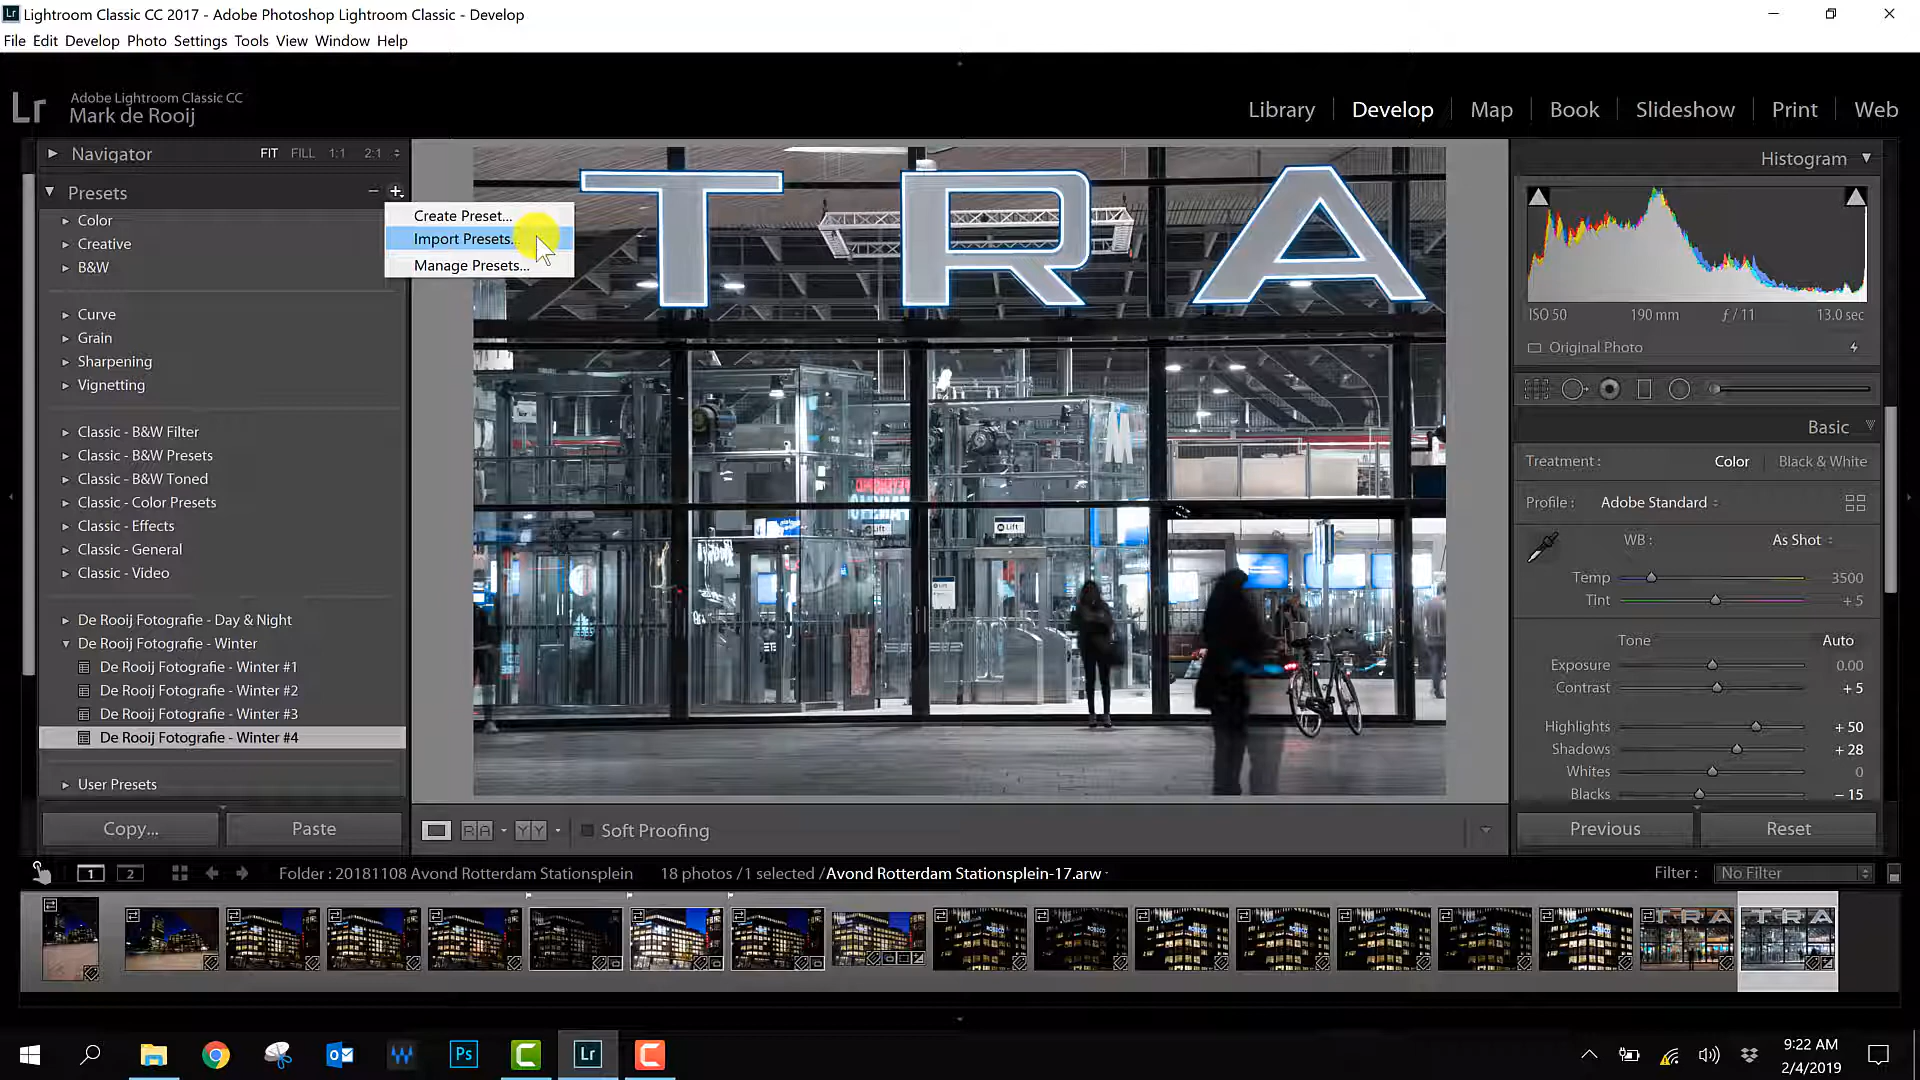 Lr Lightroom Classic CC 2017 - Adobe Photoshop Lightroom Classic - Develop
File Edit Develop Photo Settings Tools View Window Help
Lr Adobe Lightroom Classic CC
Mark de Rooij
Library Develop Map Book Slideshow Print Web
Navigator FIT FILL 1:1 2:1
Presets
Color
Creative
B&W
Curve
Grain
Sharpening
Vignetting
Classic - B&W Filter
Classic - B&W Presets
Classic - B&W Toned
Classic - Color Presets
Classic - Effects
Classic - General
Classic - Video
De Rooij Fotografie - Day & Night
De Rooij Fotografie - Winter
De Rooij Fotografie - Winter #1
De Rooij Fotografie - Winter #2
De Rooij Fotografie - Winter #3
De Rooij Fotografie - Winter #4
User Presets
Copy... Paste
Create Preset...
Import Presets...
Manage Presets...
TRA
M
Lift Lift
Histogram
ISO 50 190 mm ƒ / 11 13.0 sec
Original Photo
Basic
Treatment : Color Black & White
Profile : Adobe Standard
WB : As Shot
Temp 3500
Tint + 5
Tone Auto
Exposure 0.00
Contrast + 5
Highlights + 50
Shadows + 28
Whites 0
Blacks − 15
Previous Reset
R A Y Y Soft Proofing
1 2 Folder : 20181108 Avond Rotterdam Stationsplein 18 photos / 1 selected / Avond Rotterdam Stationsplein-17.arw
Filter : No Filter
Ps Lr
9:22 AM
2/4/2019